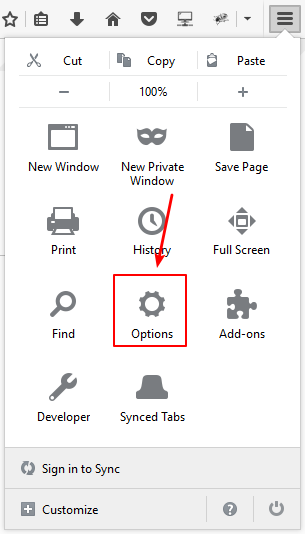 Cut Copy Paste
100%
New Window New Private Window Save Page
Print History Full Screen
Find Options Add-ons
Developer Synced Tabs
Sign in to Sync
Customize